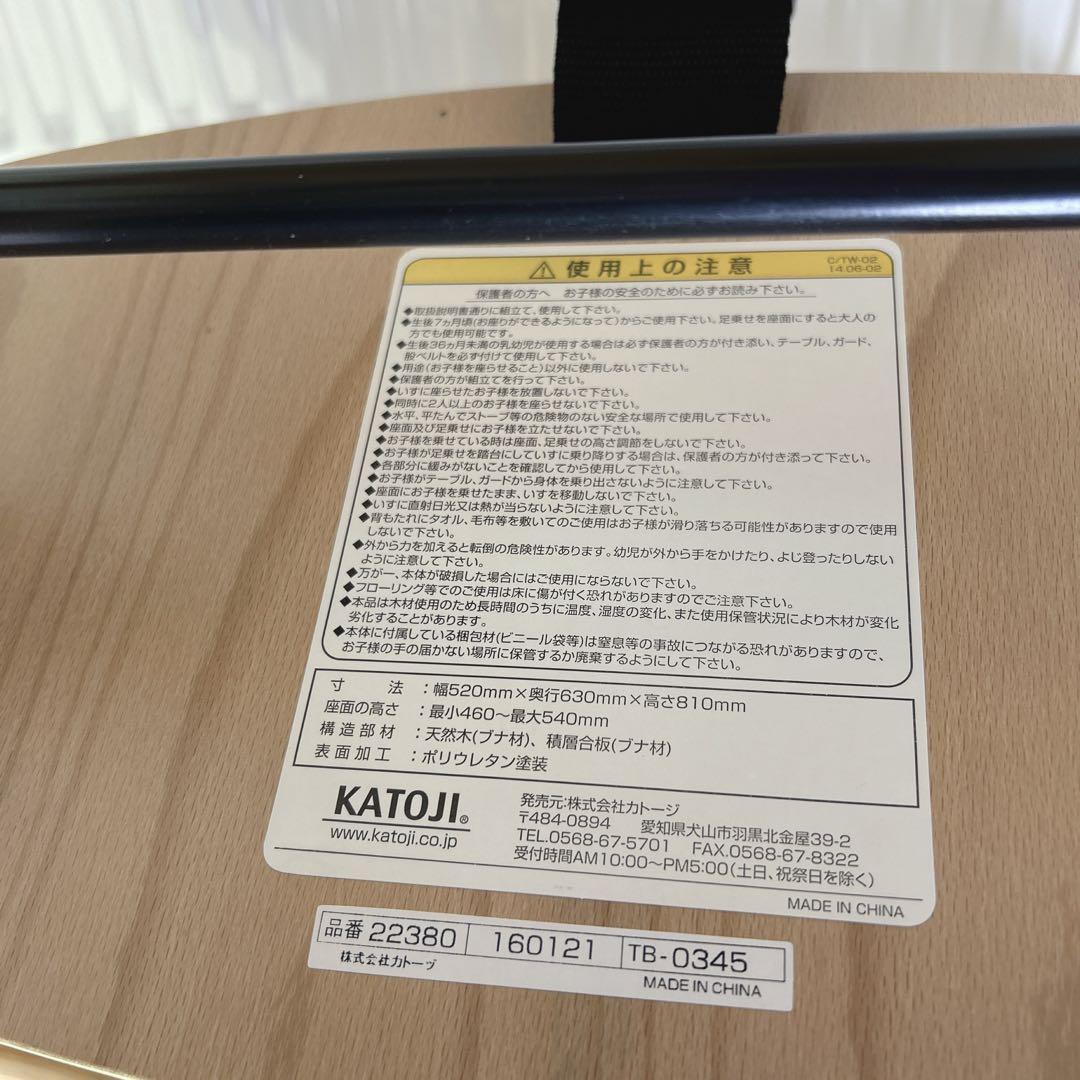 ⚠使用上の注意
C/TW-02
14.06-02
保護者の方へ お子様の安全のために必ずお読み下さい。
◆取扱説明書通りに組立て、使用して下さい。
◆生後7ヵ月頃(お座りができるようになって)からご使用下さい。足乗せを座面にすると大人の
方でも使用可能です。
◆生後36ヵ月未満の乳幼児が使用する場合は必ず保護者の方が付き添い、テーブル、ガード、
股ベルトを必ず付けて使用して下さい。
◆用途(お子様を座らせること)以外に使用しないで下さい。
◆保護者の方が組立てを行って下さい。
◆いすに座らせたお子様を放置しないで下さい。
◆同時に2人以上のお子様を座らせないで下さい。
◆水平、平たんでストーブ等の危険物のない安全な場所で使用して下さい。
◆座面及び足乗せにお子様を立たせないで下さい。
◆お子様を乗せている時は座面、足乗せの高さ調節をしないで下さい。
◆お子様が足乗せを踏台にしていすに乗り降りする場合は、保護者の方が付き添って下さい。
◆各部分に緩みがないことを確認してから使用して下さい。
◆お子様がテーブル、ガードから身体を乗り出さないように注意して下さい。
◆座面にお子様を乗せたまま、いすを移動しないで下さい。
◆いすに直射日光又は熱が当らないように注意して下さい。
◆背もたれにタオル、毛布等を敷いてのご使用はお子様が滑り落ちる可能性がありますので使用
しないで下さい。
◆外から力を加えると転倒の危険性があります。幼児が外から手をかけたり、よじ登ったりしない
ように注意して下さい。
◆万が一、本体が破損した場合にはご使用にならないで下さい。
◆フローリング等でのご使用は床に傷が付く恐れがありますのでご注意下さい。
◆本品は木材使用のため長時間のうちに温度、湿度の変化、また使用保管状況により木材が変化
劣化することがあります。
◆本体に付属している梱包材(ビニール袋等)は窒息等の事故につながる恐れがありますので、
お子様の手の届かない場所に保管するか廃棄するようにして下さい。
寸法:幅520mm×奥行630mm×高さ810mm
座面の高さ:最小460〜最大540mm
構造部材:天然木(ブナ材)、積層合板(ブナ材)
表面加工:ポリウレタン塗装
KATOJI®
www.katoji.co.jp
発売元:株式会社カトージ
〒484-0894 愛知県犬山市羽黒北金屋39-2
TEL.0568-67-5701 FAX.0568-67-8322
受付時間AM10:00〜PM5:00(土日、祝祭日を除く)
MADE IN CHINA
品番 22380 160121 TB-0345
株式会社カトーヅ
MADE IN CHINA